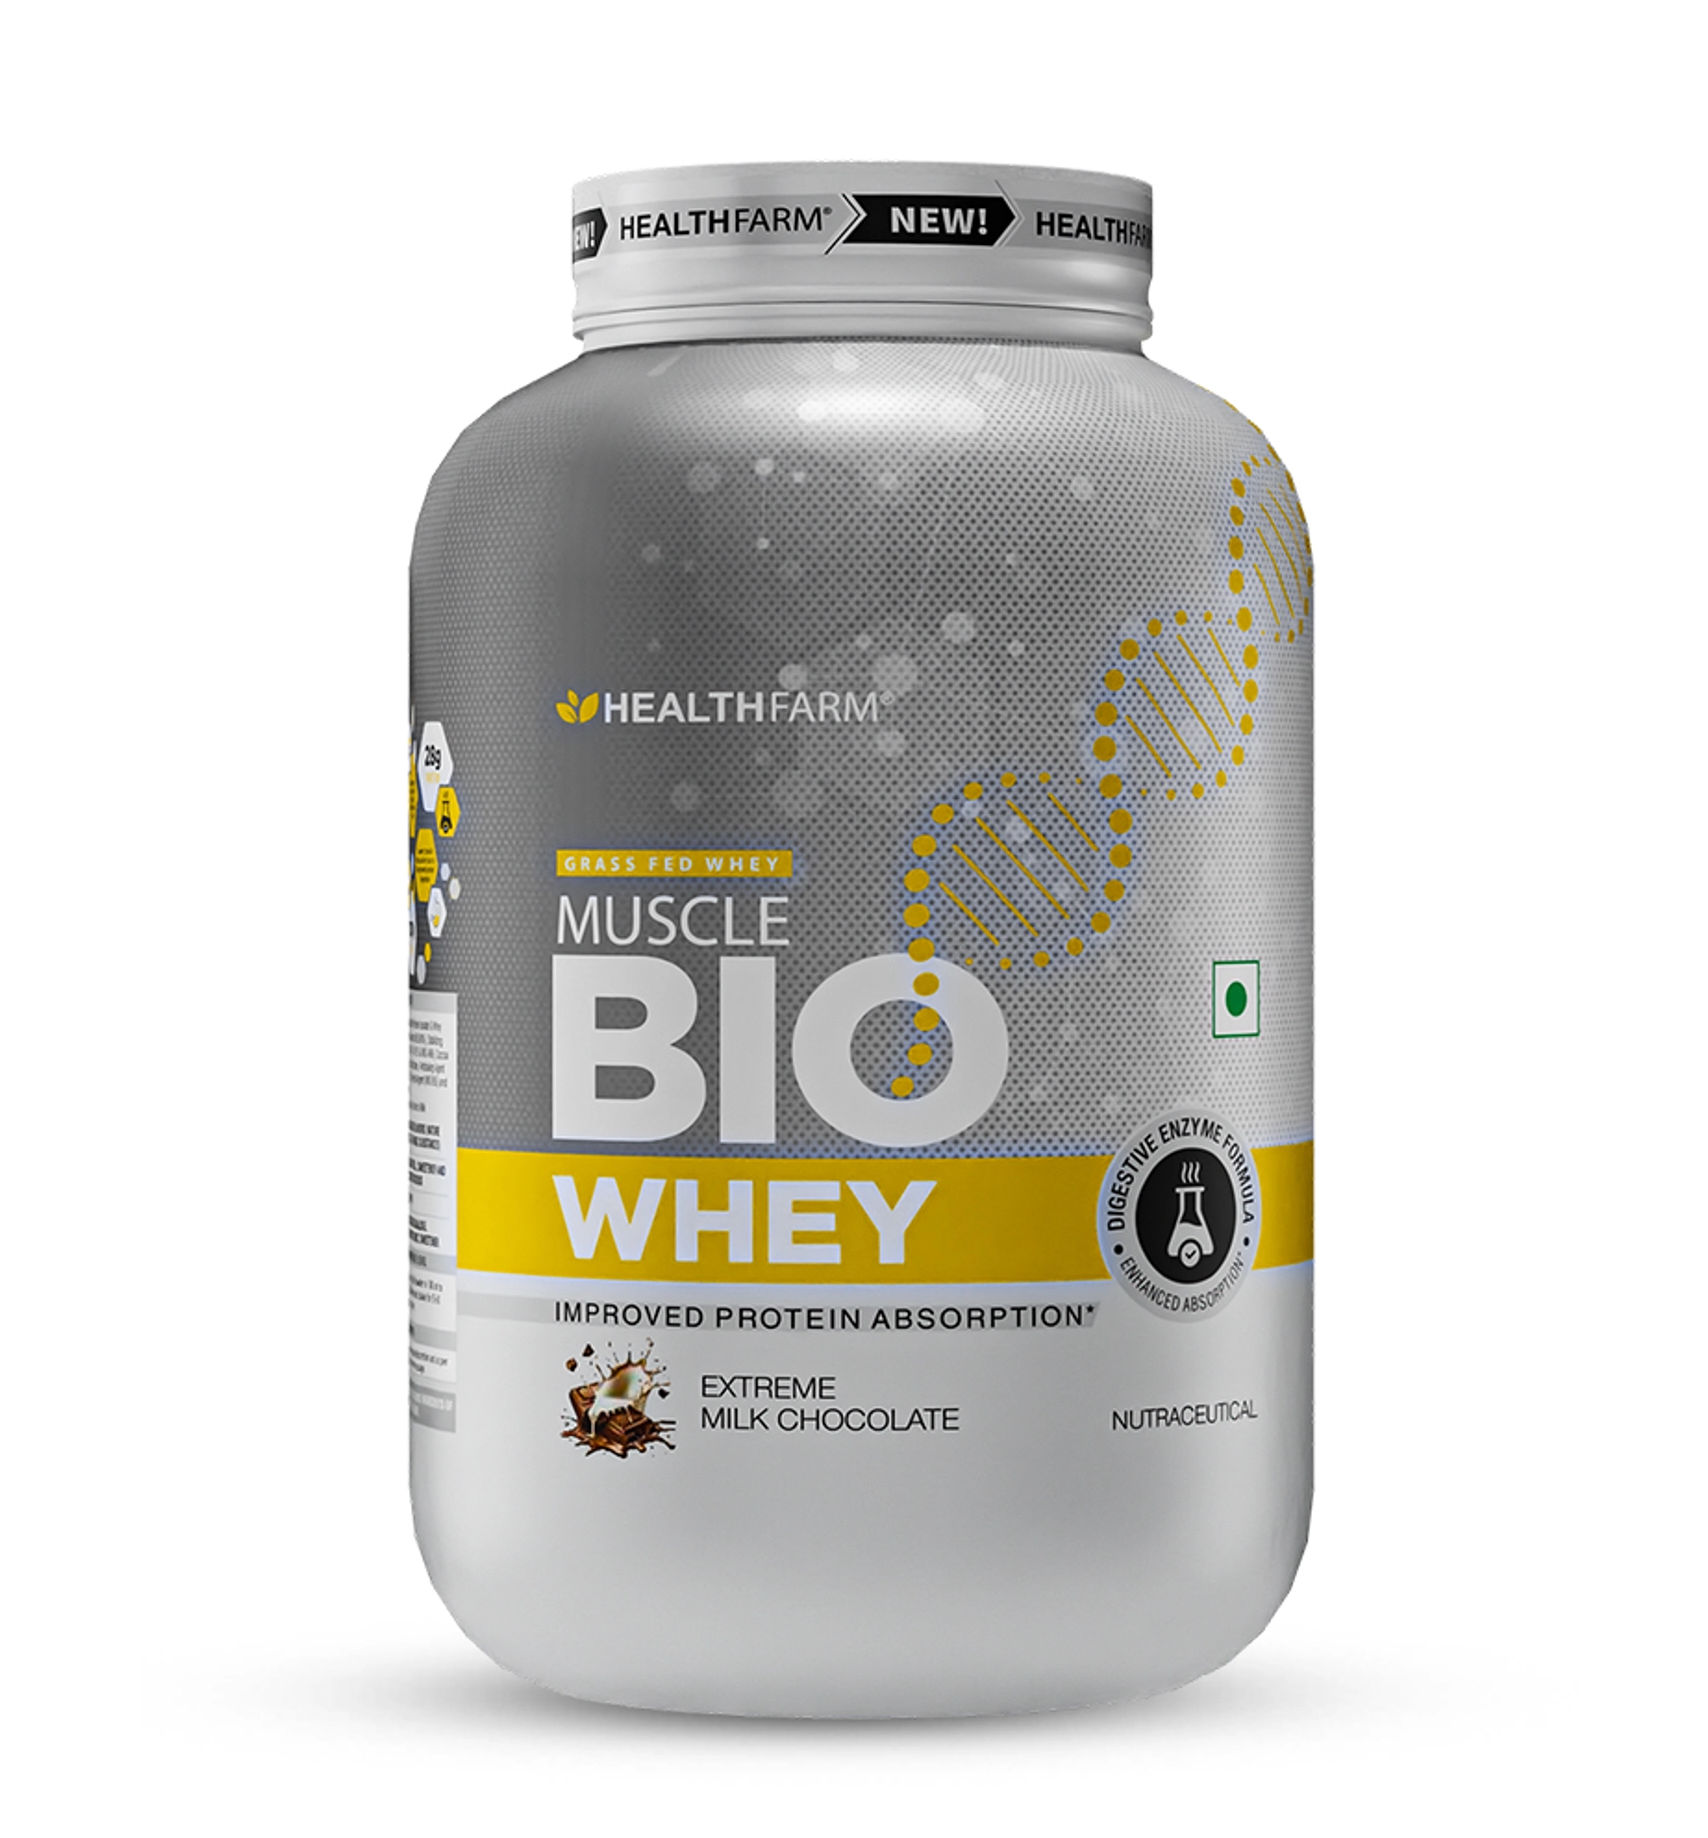 HEALTHFARM®
NEW!
HEALTHFARM
HEALTHFARM®
28g
GRASS FED WHEY
MUSCLE
BIO
WHEY
DIGESTIVE ENZYME FORMULA
• ENHANCED ABSORPTION* •
IMPROVED PROTEIN ABSORPTION*
EXTREME
MILK CHOCOLATE
NUTRACEUTICAL